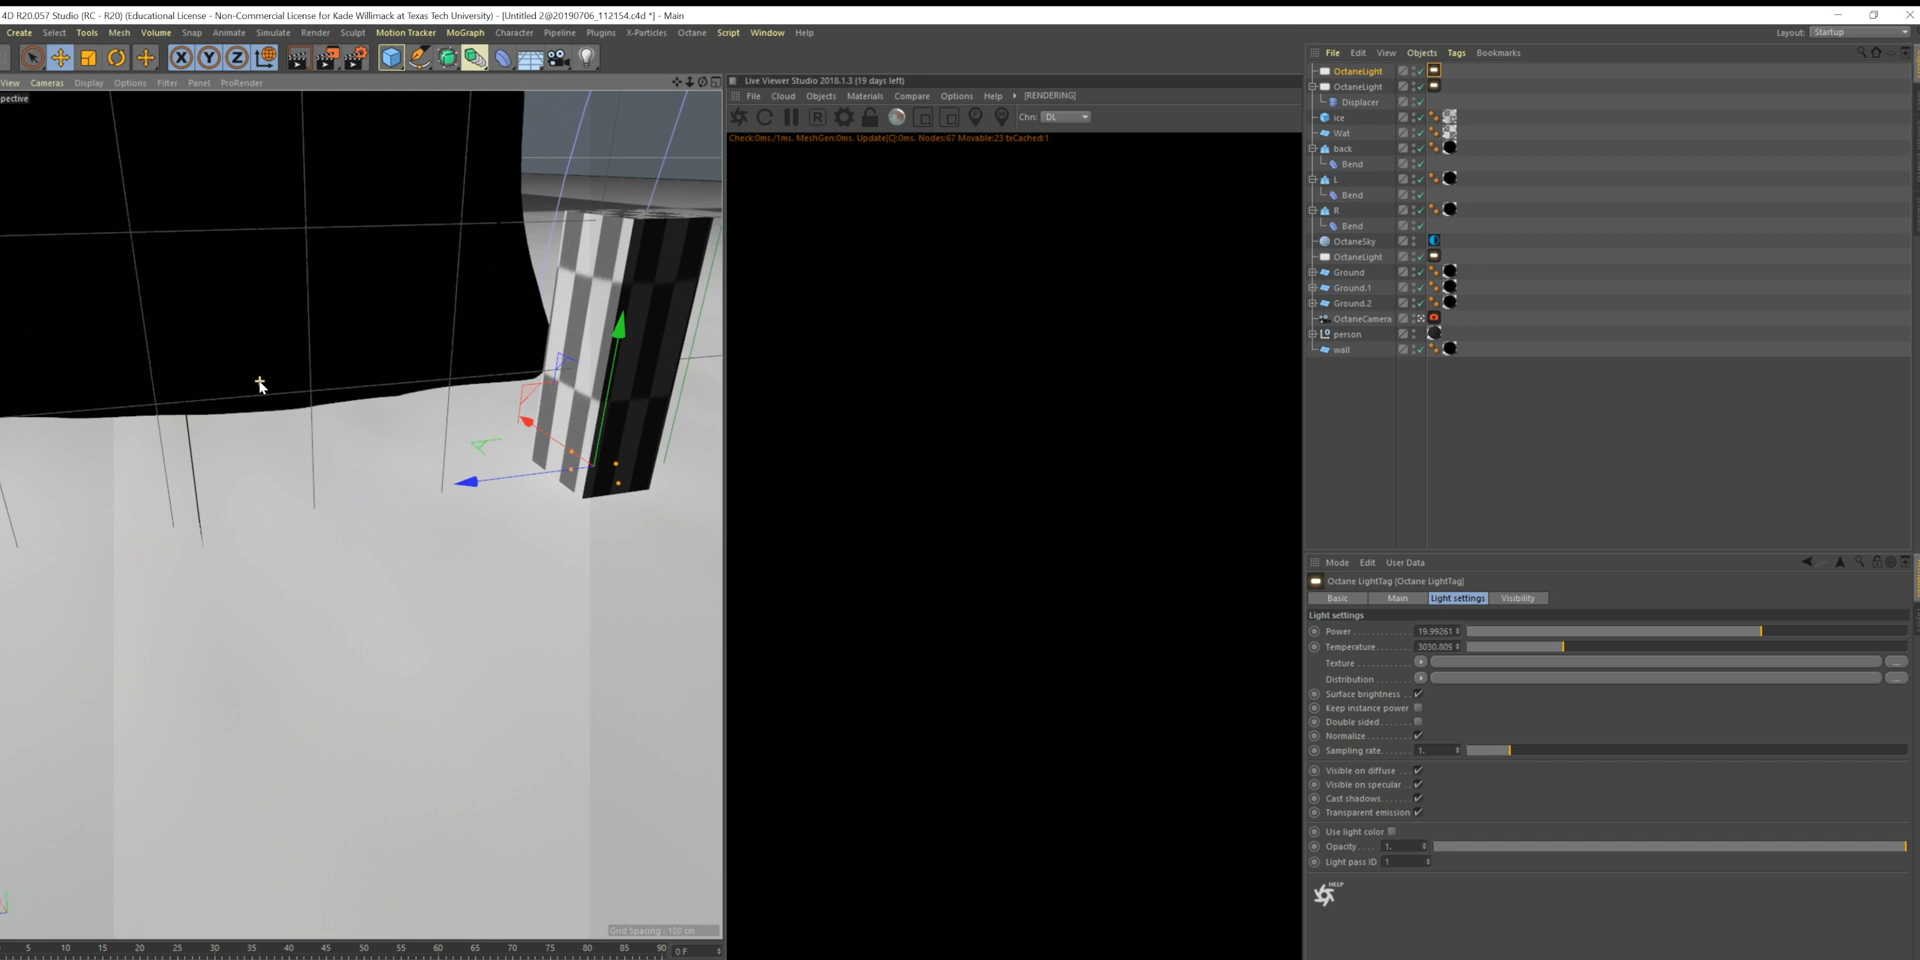 4D R20.057 Studio (RC - R20) (Educational License - Non-Commercial License for Kade Willimack at Texas Tech University) - [Untitled 2@20190706_112154.c4d *] - Main
Create Select Tools Mesh Volume Snap Animate Simulate Render Sculpt Motion Tracker MoGraph Character Pipeline Plugins X-Particles Octane Script Window Help
Layout: Startup
View Cameras Display Options Filter Panel ProRender
pective
Grid Spacing : 100 cm
5 10 15 20 25 30 35 40 45 50 55 60 65 70 75 80 85 90
0 F
Live Viewer Studio 2018.1.3 (19 days left)
File Cloud Objects Materials Compare Options Help [RENDERING]
R
Chn: DL
Check:0ms./1ms. MeshGen:0ms. Update[C]:0ms. Nodes:67 Movable:23 txCached:1
File Edit View Objects Tags Bookmarks
OctaneLight
OctaneLight
Displacer
ice
Wat
back
Bend
L
Bend
R
Bend
OctaneSky
OctaneLight
Ground
Ground.1
Ground.2
OctaneCamera
person
wall
Mode Edit User Data
Octane LightTag [Octane LightTag]
Basic Main Light settings Visibility
Light settings
Power 19.99261
Temperature 3030.809
Texture ...
Distribution ...
Surface brightness
Keep instance power
Double sided
Normalize
Sampling rate 1.
Visible on diffuse
Visible on specular
Cast shadows
Transparent emission
Use light color
Opacity 1.
Light pass ID 1
HELP